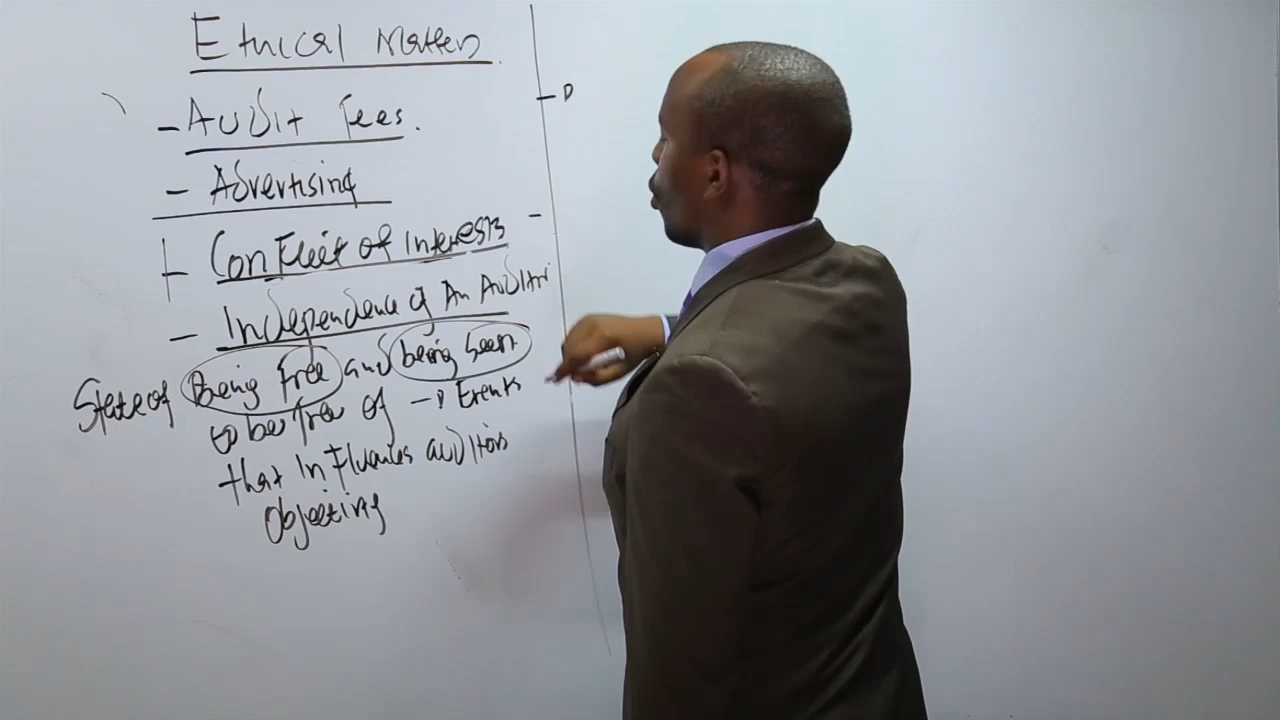 Ethical Matters
- Audit Fees.
- Advertising
- Conflict of Interests
- Independence of An Auditor
State of Being Free and being seen
to be free of → Events
that Influences auditors
Objectivity